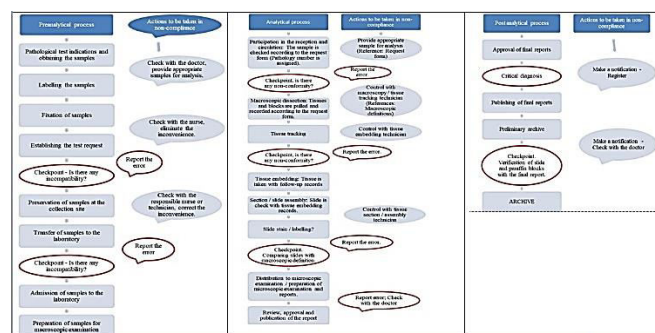 Preanalytical process
Actions to be taken in
non-compliance
Pathological test indications and
obtaining the samples
Check with the doctor,
provide appropriate
samples for analysis.
Labelling the samples
Fixation of samples
Check with the nurse,
eliminate the
inconvenience.
Establishing the test request
Report the
error
Checkpoint - Is there any
incompatibility?
Preservation of samples at the
collection site
Check with the
responsible nurse or
technician, correct the
inconvenience.
Transfer of samples to the
laboratory
Report the
error
Checkpoint - Is there any
incompatibility?
Admission of samples to the
laboratory
Preparation of samples for
macroscopic examination
Analytical process
Actions to be taken in non-
compliance
Participation in the reception and
circulation: The sample is
checked according to the
request form (Pathology number is
assigned).
Provide appropriate
sample for analysis
(Reference: Request
form)
Checkpoint, is there
any non-conformity?
Report the
error.
Macroscopic dissection: Tissues
and blocks are pulled and
recorded according to the request
form.
Control with
macroscopy / tissue
tracking technician
(References:
Macroscopic
definitions)
Tissue tracking
Control with tissue
embedding technician
Checkpoint, is there
any non-conformity?
Report the error.
Tissue embedding: Tissue is
taken with follow-up records
Section / slide assembly: Slide is
check with tissue embedding
records.
Control with tissue
section / assembly
technician
Slide stain / labelling?
Report the error.
Checkpoint:
Comparing slides with
macroscopic definition
Distribution to microscopic
examination / preparation of
microscopic examination and
reports.
Report error; Check
with the doctor
Review, approval and
publication of the report
Postanalytical process
Actions to be taken in non-
compliance
Approval of final reports
Critical diagnosis
Make a notification -
Register
Publishing of final reports
Preliminary archive
Make a notification -
Check with the doctor
Checkpoint:
Verification of slide
and paraffin blocks
with the final report.
ARCHIVE